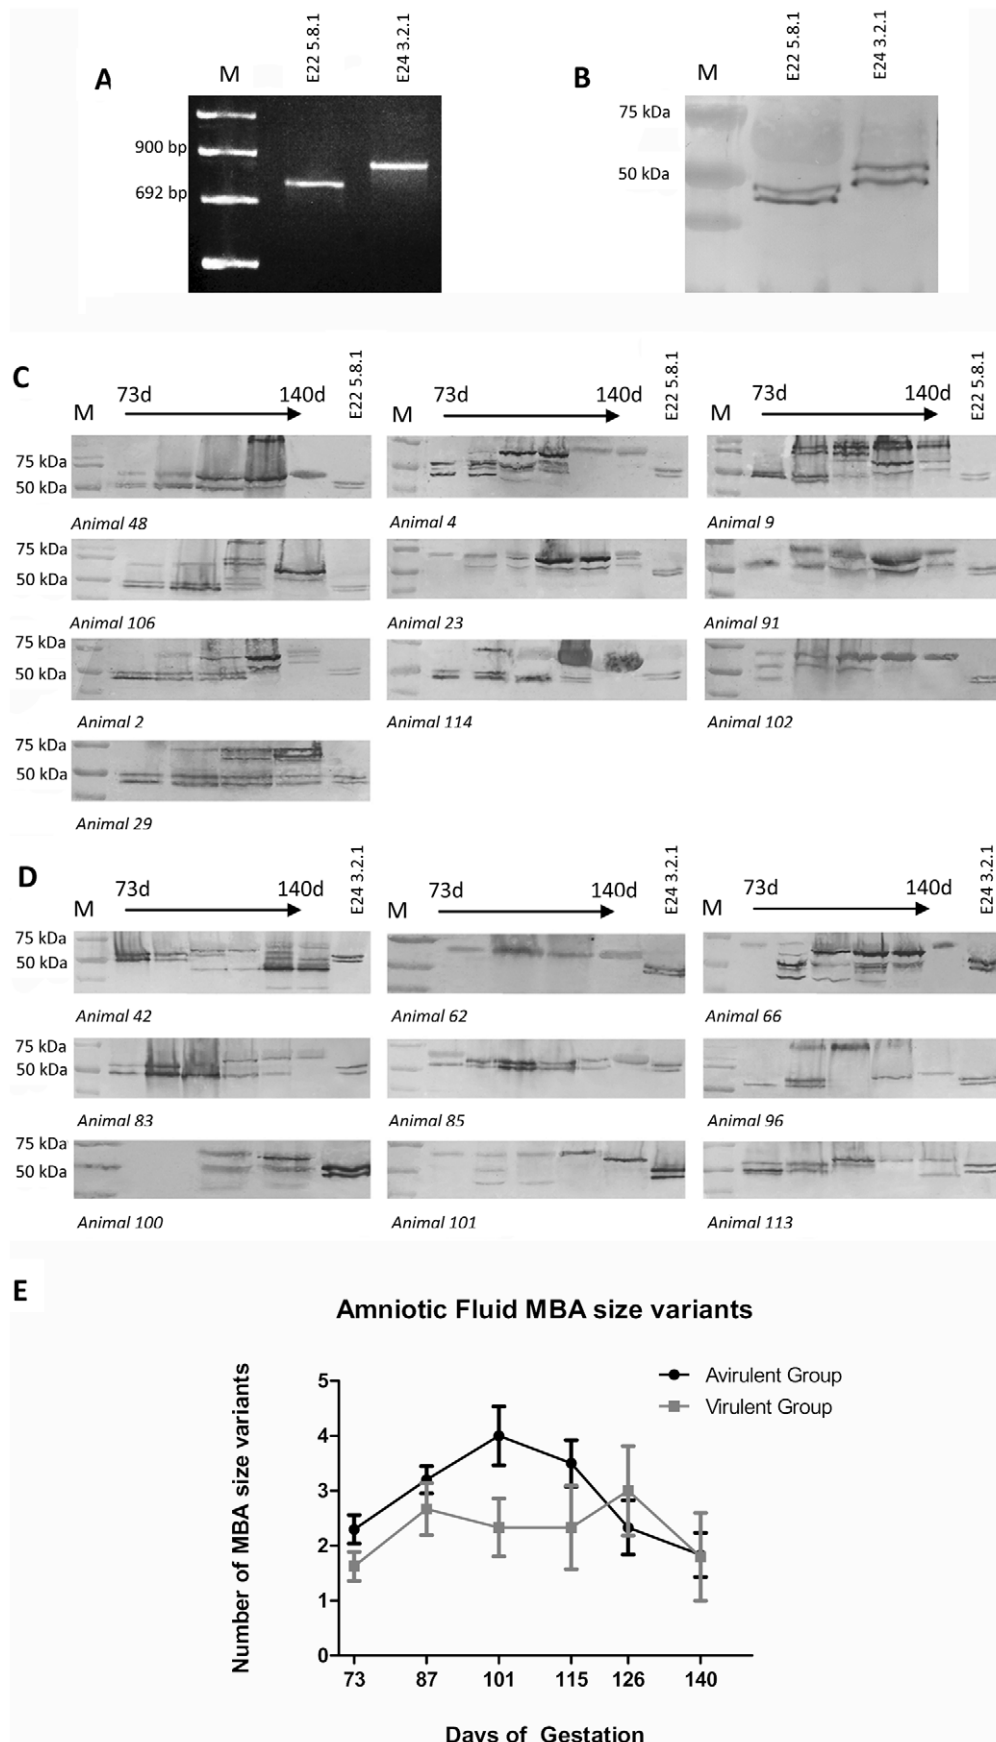 A
M
E22 5.8.1
E24 3.2.1
900 bp
692 bp
B
M
E22 5.8.1
E24 3.2.1
75 kDa
50 kDa
C
M
73d
140d
E22 5.8.1
M
73d
140d
E22 5.8.1
M
73d
140d
E22 5.8.1
75 kDa
50 kDa
Animal 48
Animal 4
Animal 9
75 kDa
50 kDa
Animal 106
Animal 23
Animal 91
75 kDa
50 kDa
Animal 2
Animal 114
Animal 102
75 kDa
50 kDa
Animal 29
D
M
73d
140d
E24 3.2.1
M
73d
140d
E24 3.2.1
M
73d
140d
E24 3.2.1
75 kDa
50 kDa
Animal 42
Animal 62
Animal 66
75 kDa
50 kDa
Animal 83
Animal 85
Animal 96
75 kDa
50 kDa
Animal 100
Animal 101
Animal 113
E
Amniotic Fluid MBA size variants
Number of MBA size variants
5
4
3
2
1
0
Avirulent Group
Virulent Group
73 87 101 115 126 140
Days of Gestation